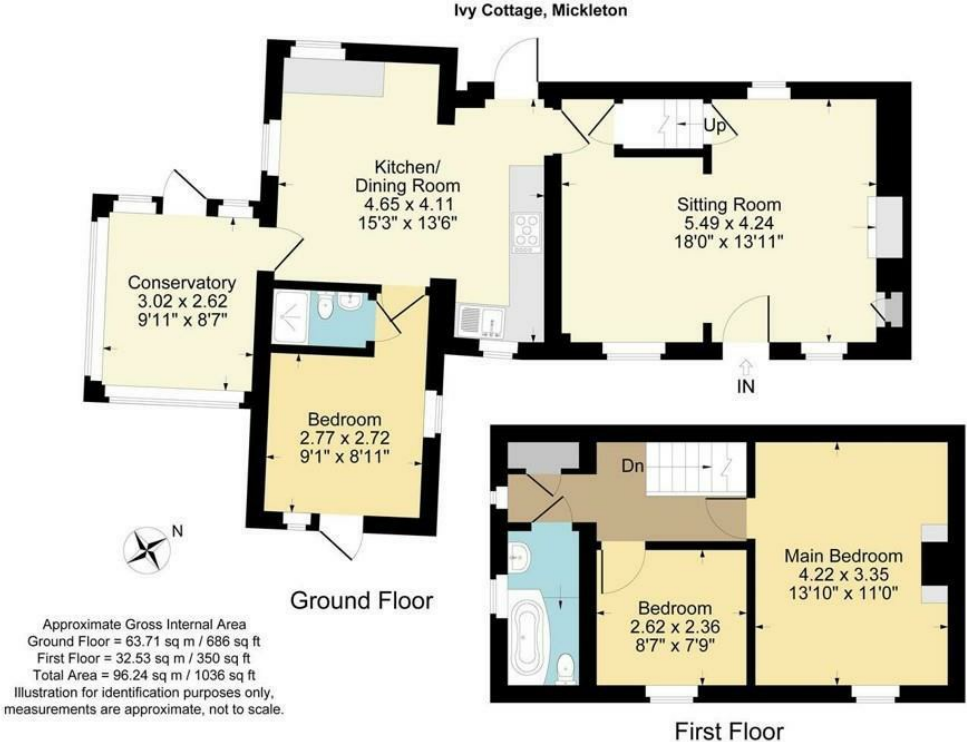 Ivy Cottage, Mickleton
Kitchen/
Dining Room
4.65 x 4.11
15'3" x 13'6"
Up
Sitting Room
5.49 x 4.24
18'0" x 13'11"
Conservatory
3.02 x 2.62
9'11" x 8'7"
IN
Bedroom
2.77 x 2.72
9'1" x 8'11"
N
Ground Floor
Dn
Main Bedroom
4.22 x 3.35
13'10" x 11'0"
Bedroom
2.62 x 2.36
8'7" x 7'9"
First Floor
Approximate Gross Internal Area
Ground Floor = 63.71 sq m / 686 sq ft
First Floor = 32.53 sq m / 350 sq ft
Total Area = 96.24 sq m / 1036 sq ft
Illustration for identification purposes only,
measurements are approximate, not to scale.